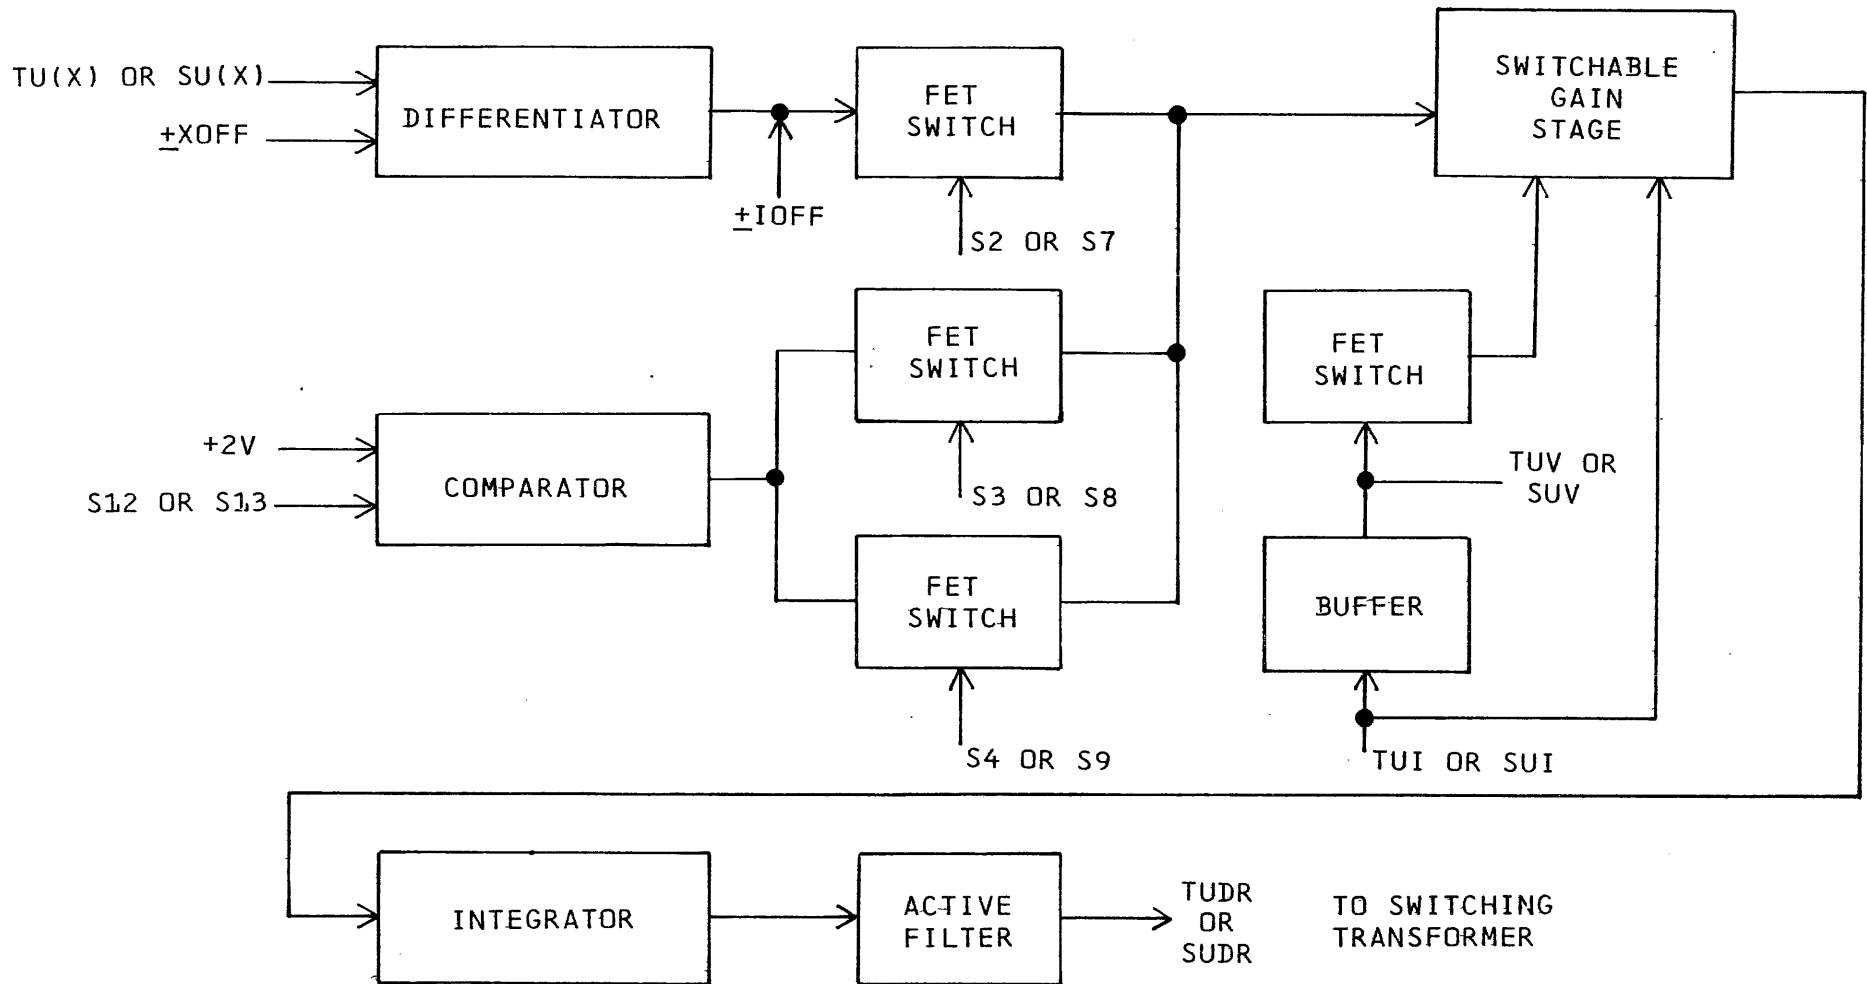 TU(X) OR SU(X)
±XOFF
DIFFERENTIATOR
±IOFF
FET
SWITCH
S2 OR S7
SWITCHABLE
GAIN
STAGE
FET
SWITCH
S3 OR S8
+2V
S12 OR S13
COMPARATOR
FET
SWITCH
S4 OR S9
FET
SWITCH
TUV OR
SUV
BUFFER
TUI OR SUI
INTEGRATOR
ACTIVE
FILTER
TUDR
OR
SUDR
TO SWITCHING
TRANSFORMER